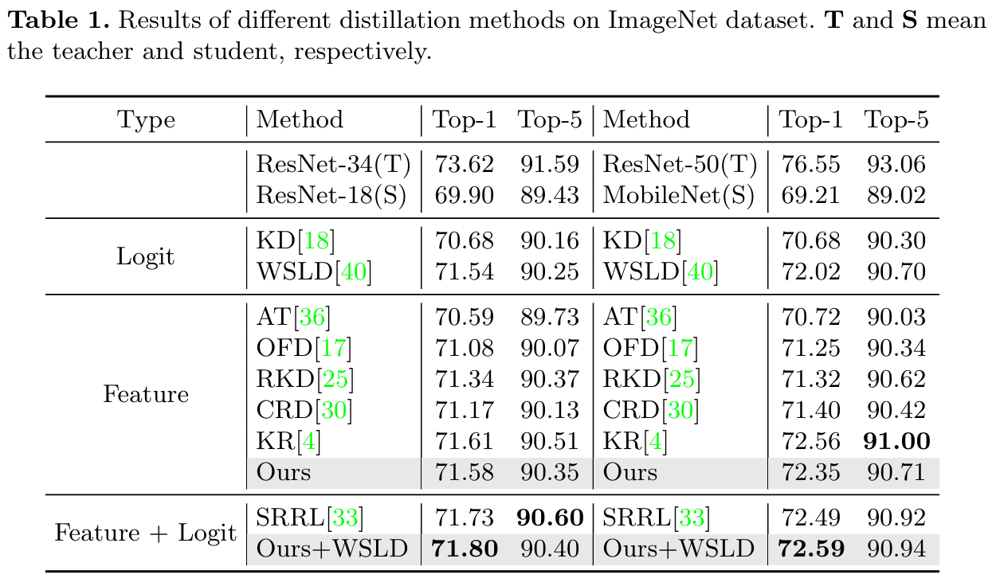 Table 1. Results of different distillation methods on ImageNet dataset. T and S mean
the teacher and student, respectively.
Type Method Top-1 Top-5 Method Top-1 Top-5
ResNet-34(T) 73.62 91.59 ResNet-50(T) 76.55 93.06
ResNet-18(S) 69.90 89.43 MobileNet(S) 69.21 89.02
Logit
KD[18] 70.68 90.16 KD[18] 70.68 90.30
WSLD[40] 71.54 90.25 WSLD[40] 72.02 90.70
Feature
AT[36] 70.59 89.73 AT[36] 70.72 90.03
OFD[17] 71.08 90.07 OFD[17] 71.25 90.34
RKD[25] 71.34 90.37 RKD[25] 71.32 90.62
CRD[30] 71.17 90.13 CRD[30] 71.40 90.42
KR[4] 71.61 90.51 KR[4] 72.56 91.00
Ours 71.58 90.35 Ours 72.35 90.71
Feature + Logit
SRRL[33] 71.73 90.60 SRRL[33] 72.49 90.92
Ours+WSLD 71.80 90.40 Ours+WSLD 72.59 90.94